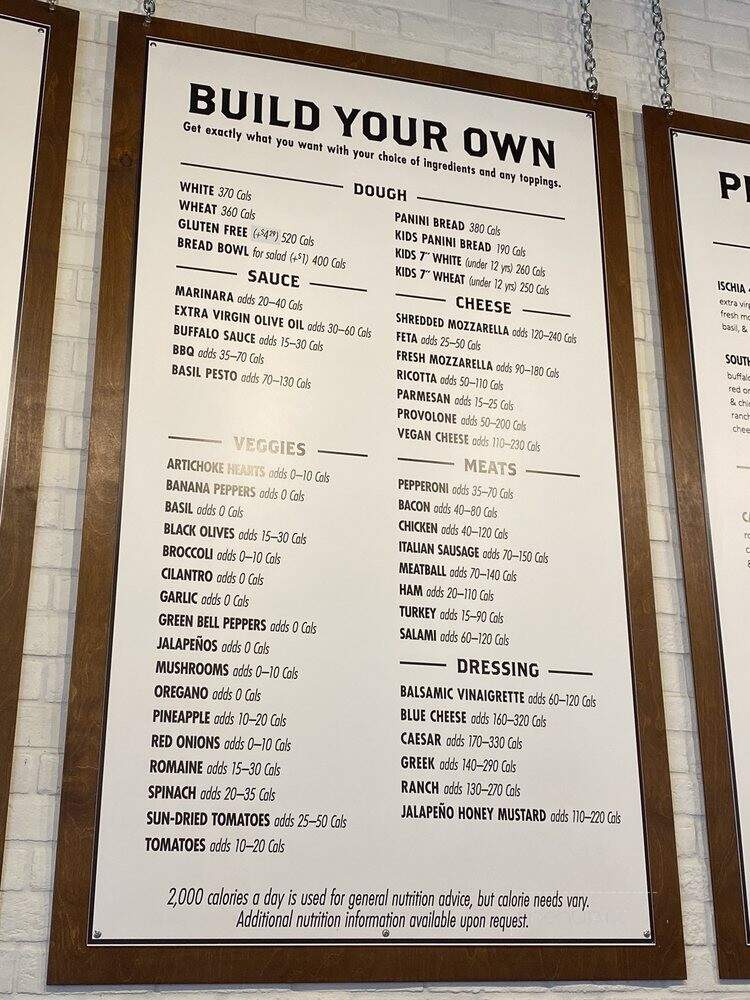 BUILD YOUR OWN
Get exactly what you want with your choice of ingredients and any toppings.
DOUGH
WHITE 370 Cals
WHEAT 360 Cals
GLUTEN FREE (+$4²⁹) 520 Cals
BREAD BOWL for salad (+$1) 400 Cals
PANINI BREAD 380 Cals
KIDS PANINI BREAD 190 Cals
KIDS 7" WHITE (under 12 yrs) 260 Cals
KIDS 7" WHEAT (under 12 yrs) 250 Cals
SAUCE
MARINARA adds 20–40 Cals
EXTRA VIRGIN OLIVE OIL adds 30–60 Cals
BUFFALO SAUCE adds 15–30 Cals
BBQ adds 35–70 Cals
BASIL PESTO adds 70–130 Cals
CHEESE
SHREDDED MOZZARELLA adds 120–240 Cals
FETA adds 25–50 Cals
FRESH MOZZARELLA adds 90–180 Cals
RICOTTA adds 50–110 Cals
PARMESAN adds 15–25 Cals
PROVOLONE adds 50–200 Cals
VEGAN CHEESE adds 110–230 Cals
VEGGIES
ARTICHOKE HEARTS adds 0–10 Cals
BANANA PEPPERS adds 0 Cals
BASIL adds 0 Cals
BLACK OLIVES adds 15–30 Cals
BROCCOLI adds 0–10 Cals
CILANTRO adds 0 Cals
GARLIC adds 0 Cals
GREEN BELL PEPPERS adds 0 Cals
JALAPEÑOS adds 0 Cals
MUSHROOMS adds 0–10 Cals
OREGANO adds 0 Cals
PINEAPPLE adds 10–20 Cals
RED ONIONS adds 0–10 Cals
ROMAINE adds 15–30 Cals
SPINACH adds 20–35 Cals
SUN-DRIED TOMATOES adds 25–50 Cals
TOMATOES adds 10–20 Cals
MEATS
PEPPERONI adds 35–70 Cals
BACON adds 40–80 Cals
CHICKEN adds 40–120 Cals
ITALIAN SAUSAGE adds 70–150 Cals
MEATBALL adds 70–140 Cals
HAM adds 20–110 Cals
TURKEY adds 15–90 Cals
SALAMI adds 60–120 Cals
DRESSING
BALSAMIC VINAIGRETTE adds 60–120 Cals
BLUE CHEESE adds 160–320 Cals
CAESAR adds 170–330 Cals
GREEK adds 140–290 Cals
RANCH adds 130–270 Cals
JALAPEÑO HONEY MUSTARD adds 110–220 Cals
2,000 calories a day is used for general nutrition advice, but calorie needs vary.
Additional nutrition information available upon request.
ISCHIA
extra
fresh
basil, &
SOUTH
red
&